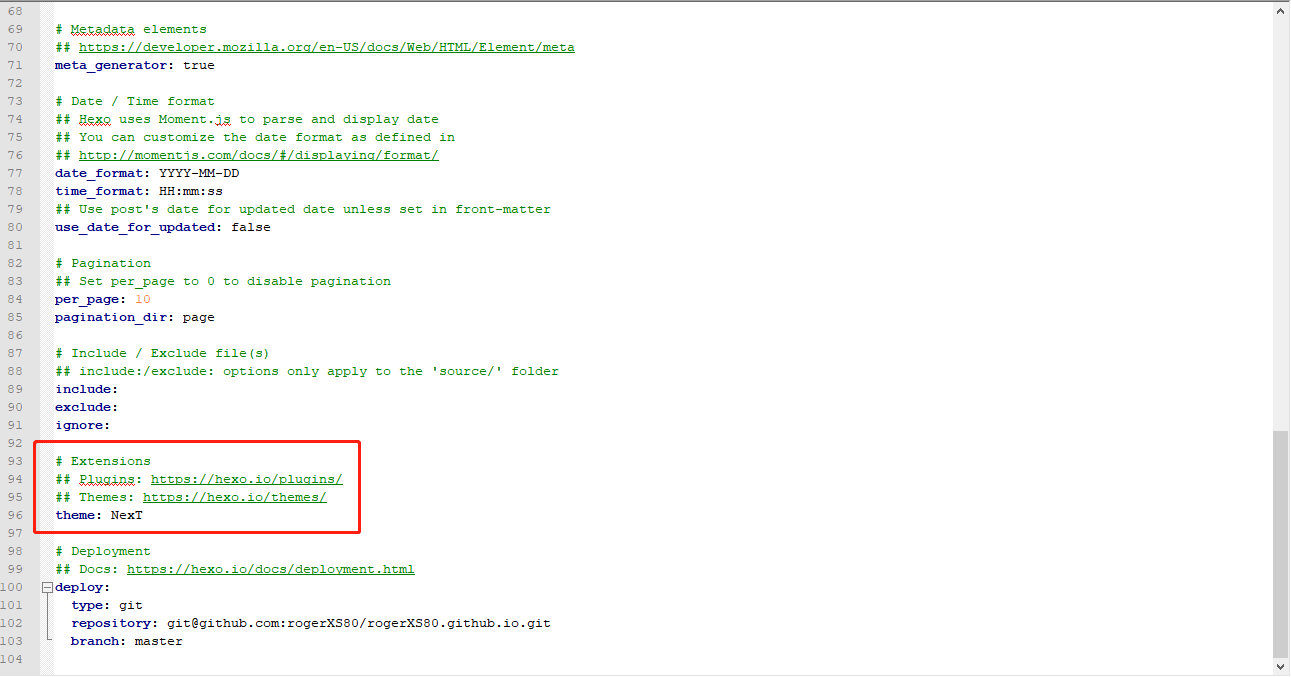 68
69 # Metadata elements
70 ## https://developer.mozilla.org/en-US/docs/Web/HTML/Element/meta
71 meta_generator: true
72
73 # Date / Time format
74 ## Hexo uses Moment.js to parse and display date
75 ## You can customize the date format as defined in
76 ## http://momentjs.com/docs/#/displaying/format/
77 date_format: YYYY-MM-DD
78 time_format: HH:mm:ss
79 ## Use post's date for updated date unless set in front-matter
80 use_date_for_updated: false
81
82 # Pagination
83 ## Set per_page to 0 to disable pagination
84 per_page: 10
85 pagination_dir: page
86
87 # Include / Exclude file(s)
88 ## include:/exclude: options only apply to the 'source/' folder
89 include:
90 exclude:
91 ignore:
92
93 # Extensions
94 ## Plugins: https://hexo.io/plugins/
95 ## Themes: https://hexo.io/themes/
96 theme: NexT
97
98 # Deployment
99 ## Docs: https://hexo.io/docs/deployment.html
100 deploy:
101   type: git
102   repository: git@github.com:rogerXS80/rogerXS80.github.io.git
103   branch: master
104